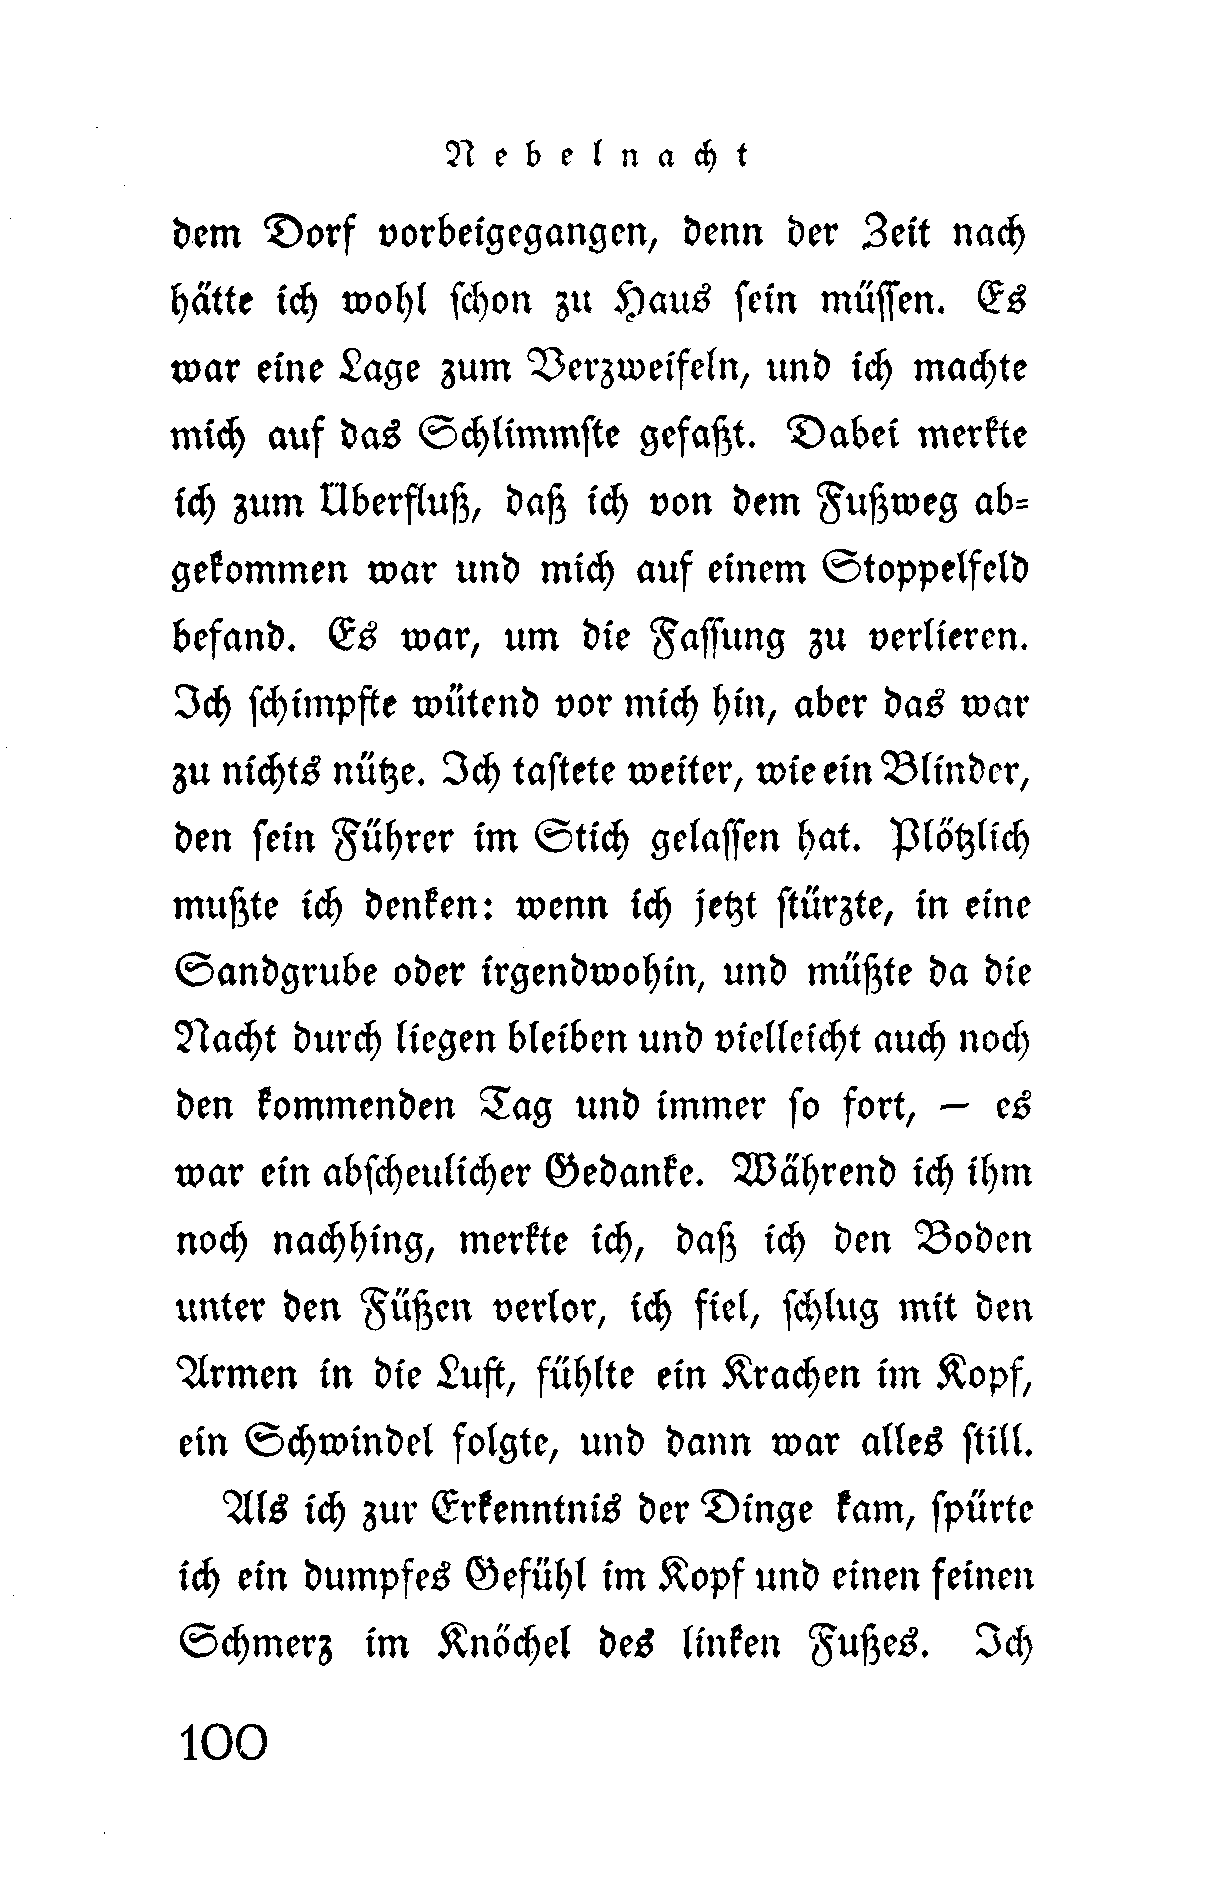 Nebelnacht
dem Dorf vorbeigegangen, denn der Zeit nach
hätte ich wohl schon zu Haus sein müssen. Es
war eine Lage zum Verzweifeln, und ich machte
mich auf das Schlimmste gefaßt. Dabei merkte
ich zum Überfluß, daß ich von dem Fußweg ab-
gekommen war und mich auf einem Stoppelfeld
befand. Es war, um die Fassung zu verlieren.
Ich schimpfte wütend vor mich hin, aber das war
zu nichts nütze. Ich tastete weiter, wie ein Blinder,
den sein Führer im Stich gelassen hat. Plötzlich
mußte ich denken: wenn ich jetzt stürzte, in eine
Sandgrube oder irgendwohin, und müßte da die
Nacht durch liegen bleiben und vielleicht auch noch
den kommenden Tag und immer so fort, — es
war ein abscheulicher Gedanke. Während ich ihm
noch nachhing, merkte ich, daß ich den Boden
unter den Füßen verlor, ich fiel, schlug mit den
Armen in die Luft, fühlte ein Krachen im Kopf,
ein Schwindel folgte, und dann war alles still.
Als ich zur Erkenntnis der Dinge kam, spürte
ich ein dumpfes Gefühl im Kopf und einen feinen
Schmerz im Knöchel des linken Fußes. Ich
100